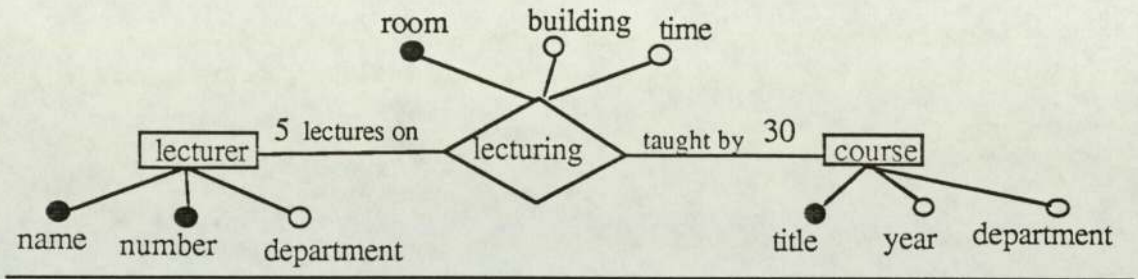 room building time
5 lectures on taught by 30
lecturer lecturing course
name number department title year department